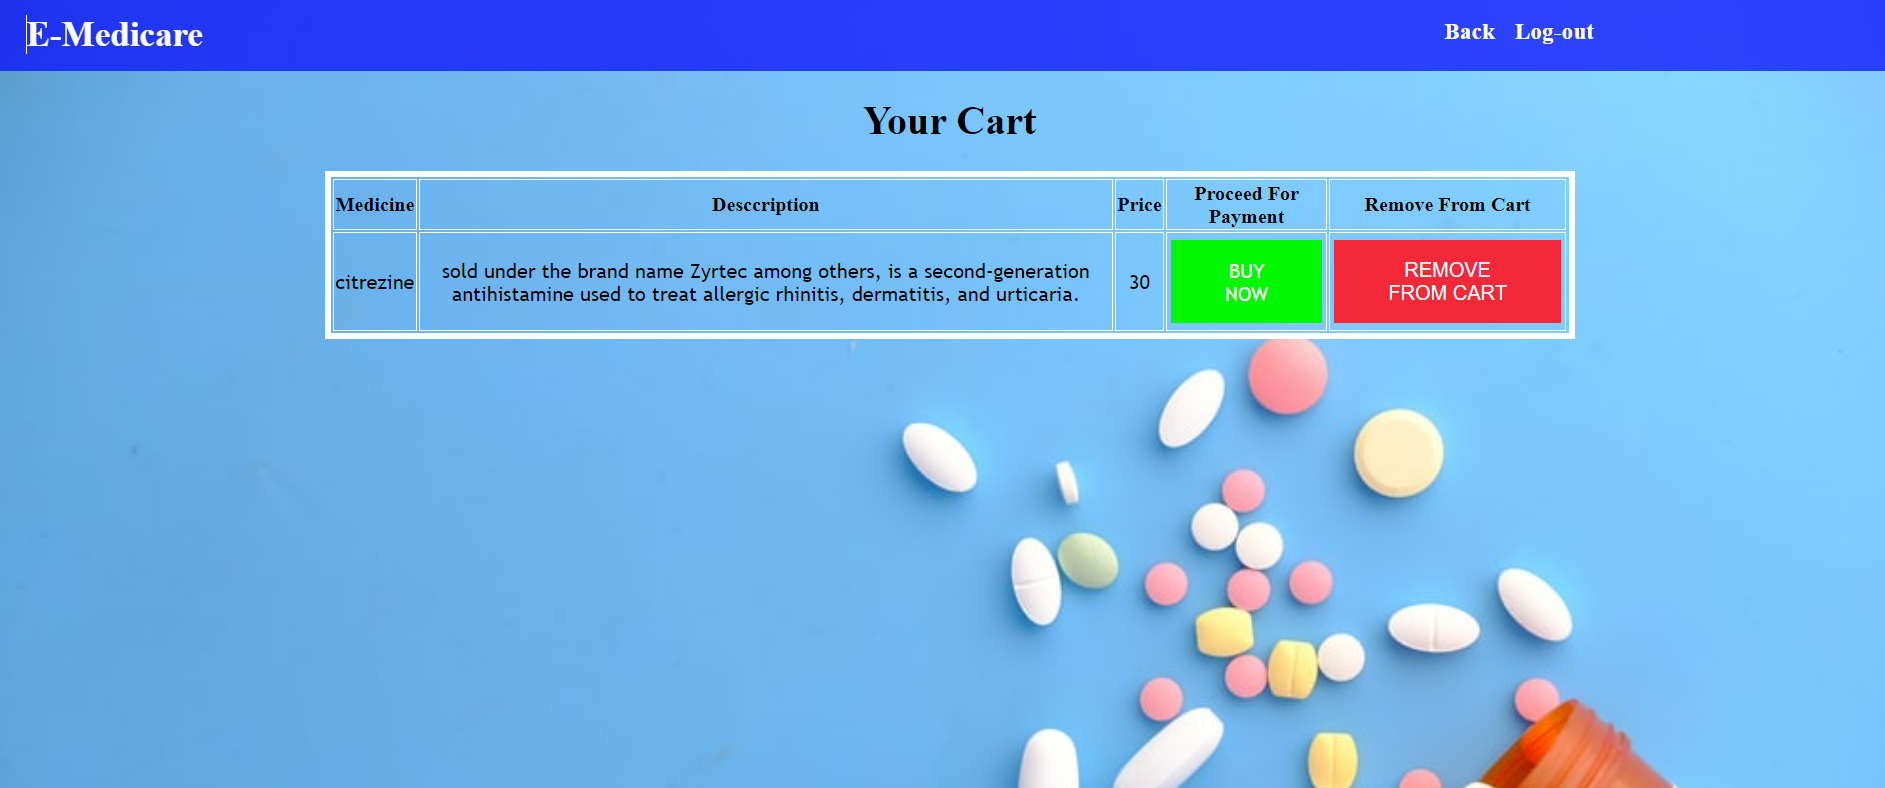 E-Medicare
Back Log-out
Your Cart
Medicine Desccription Price Proceed For
Payment Remove From Cart
citrezine
sold under the brand name Zyrtec among others, is a second-generation
antihistamine used to treat allergic rhinitis, dermatitis, and urticaria.
30
BUY
NOW
REMOVE
FROM CART